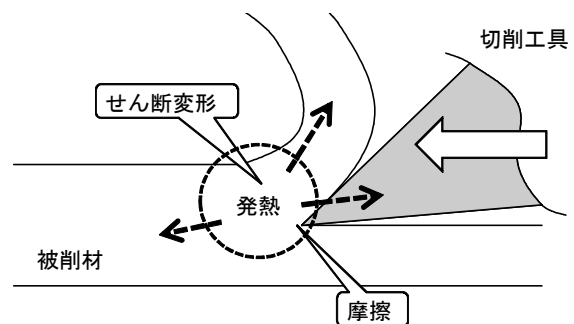 切削工具
せん断変形
発熱
被削材
摩擦